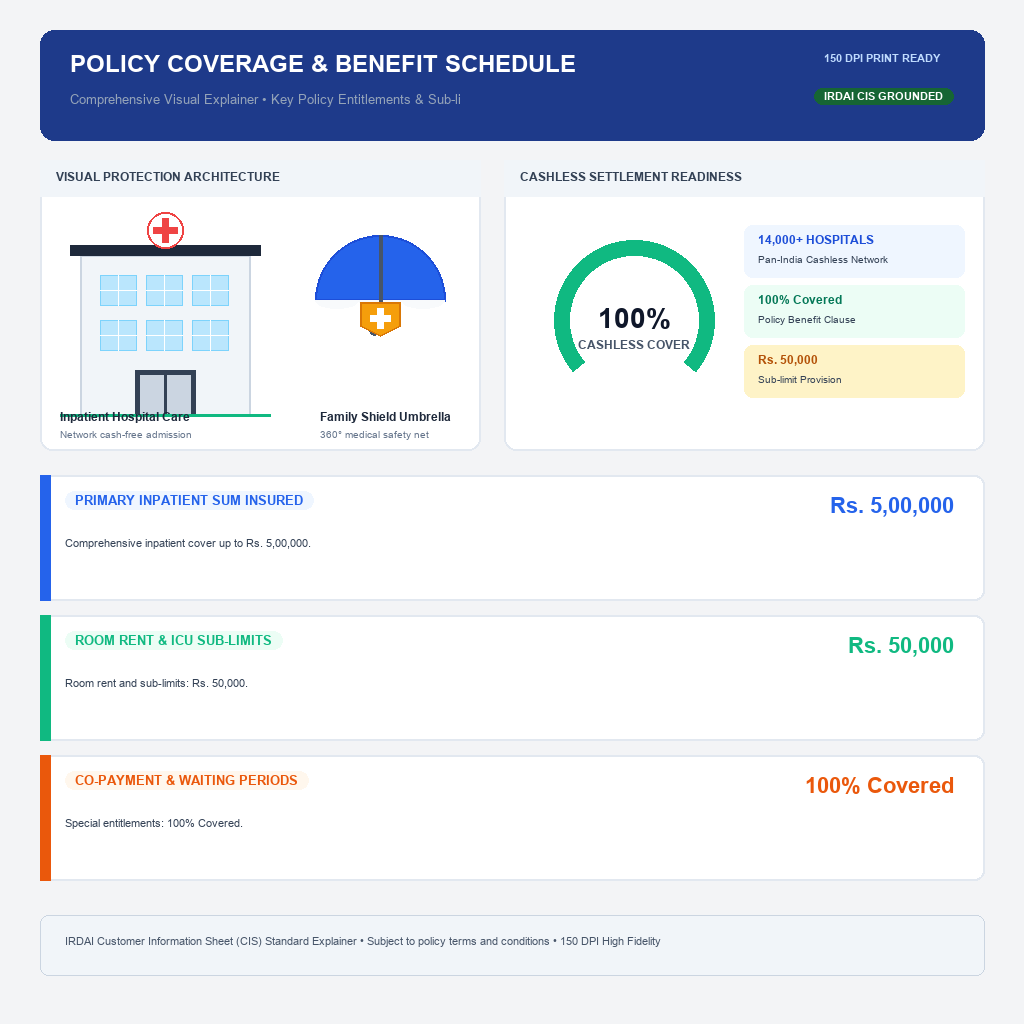 POLICY COVERAGE & BENEFIT SCHEDULE
150 DPI PRINT READY
Comprehensive Visual Explainer • Key Policy Entitlements & Sub-li
IRDAI CIS GROUNDED
VISUAL PROTECTION ARCHITECTURE
Inpatient Hospital Care
Network cash-free admission
Family Shield Umbrella
360° medical safety net
CASHLESS SETTLEMENT READINESS
100%
CASHLESS COVER
14,000+ HOSPITALS
Pan-India Cashless Network
100% Covered
Policy Benefit Clause
Rs. 50,000
Sub-limit Provision
PRIMARY INPATIENT SUM INSURED
Rs. 5,00,000
Comprehensive inpatient cover up to Rs. 5,00,000.
ROOM RENT & ICU SUB-LIMITS
Rs. 50,000
Room rent and sub-limits: Rs. 50,000.
CO-PAYMENT & WAITING PERIODS
100% Covered
Special entitlements: 100% Covered.
IRDAI Customer Information Sheet (CIS) Standard Explainer • Subject to policy terms and conditions • 150 DPI High Fidelity